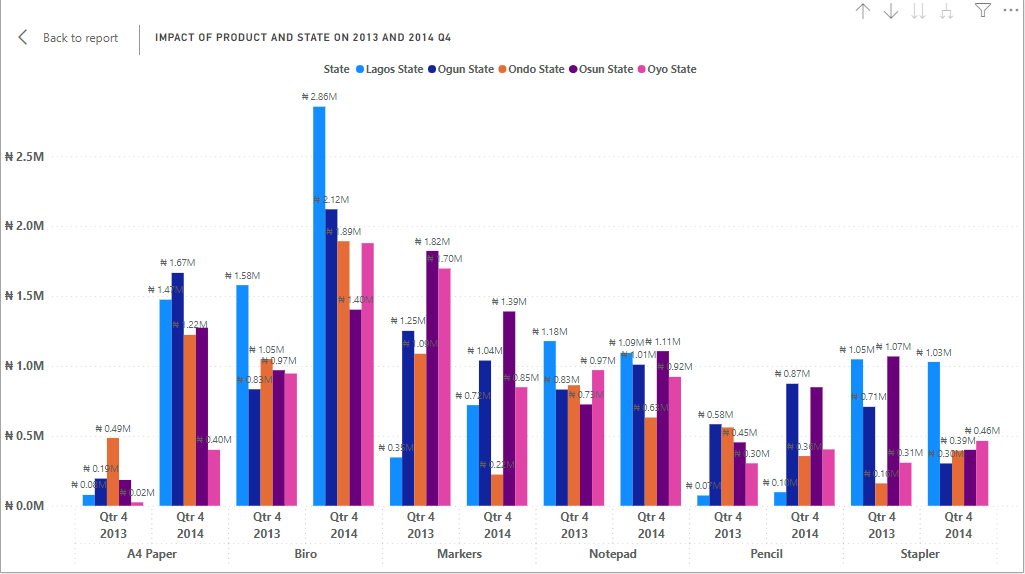 Back to report
IMPACT OF PRODUCT AND STATE ON 2013 AND 2014 Q4
State Lagos State Ogun State Ondo State Osun State Oyo State
₦ 2.5M
₦ 2.0M
₦ 1.5M
₦ 1.0M
₦ 0.5M
₦ 0.0M
₦ 0.19M
₦ 0.49M
₦ 0.02M
₦ 1.67M
₦ 1.22M
₦ 0.40M
₦ 1.58M
₦ 0.83M
₦ 1.05M
₦ 0.97M
₦ 2.86M
₦ 2.12M
₦ 1.89M
₦ 1.40M
₦ 1.25M
₦ 1.82M
₦ 1.70M
₦ 1.04M
₦ 0.22M
₦ 1.39M
₦ 0.85M
₦ 1.18M
₦ 0.83M
₦ 0.73M
₦ 0.97M
₦ 1.09M
₦ 1.01M
₦ 0.63M
₦ 1.11M
₦ 0.92M
₦ 0.58M
₦ 0.45M
₦ 0.30M
₦ 0.10M
₦ 0.87M
₦ 0.36M
₦ 1.05M
₦ 0.71M
₦ 0.16M
₦ 1.07M
₦ 0.31M
₦ 1.03M
₦ 0.30M
₦ 0.39M
₦ 0.46M
Qtr 4 Qtr 4 Qtr 4 Qtr 4 Qtr 4 Qtr 4 Qtr 4 Qtr 4 Qtr 4 Qtr 4 Qtr 4 Qtr 4
2013 2014 2013 2014 2013 2014 2013 2014 2013 2014 2013 2014
A4 Paper Biro Markers Notepad Pencil Stapler